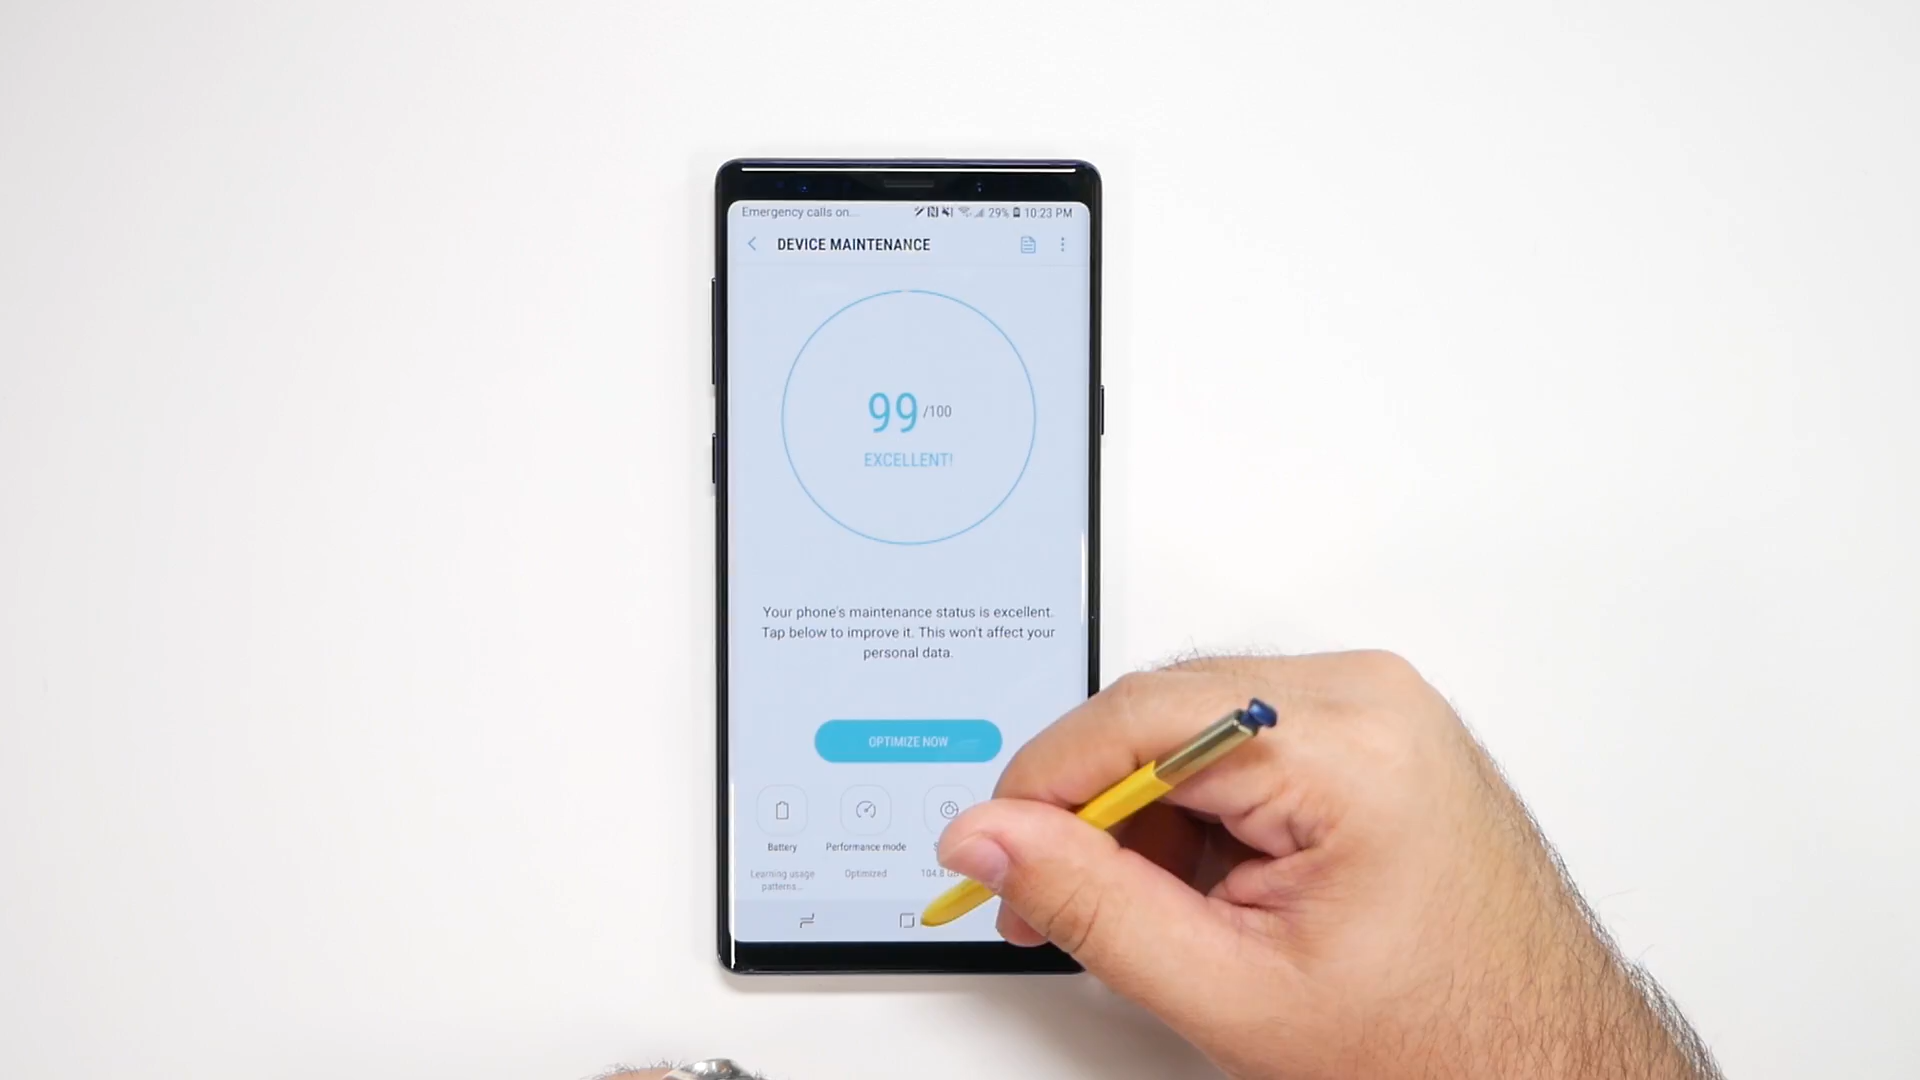 Emergency calls on... 29% 10:23 PM
DEVICE MAINTENANCE
99 /100
EXCELLENT!
Your phone's maintenance status is excellent.
Tap below to improve it. This won't affect your
personal data.
OPTIMIZE NOW
Battery Performance mode
Learning usage Optimized 104.8
patterns...